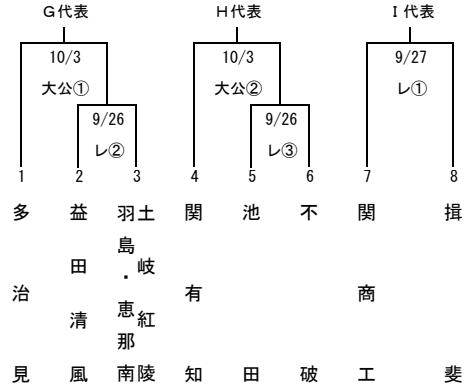 G代表 H代表 I代表
10/3 10/3 9/27
大公① 大公② レ①
9/26 9/26
レ② レ③
1 2 3 4 5 6 7 8
多治見
益田清風
羽島・恵那南
土岐紅陵
関有知
池田
不破
関商工
揖斐